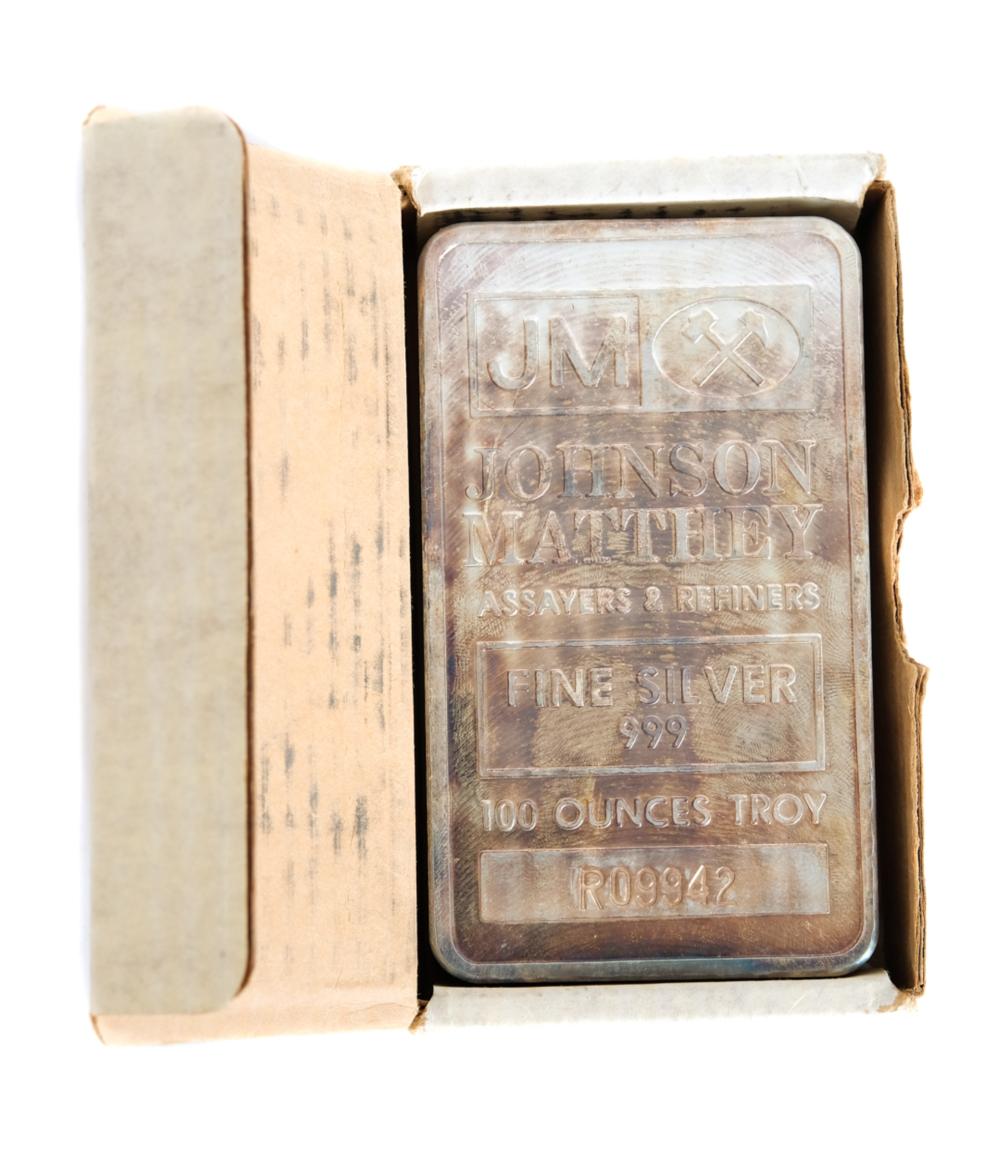 JM
JOHNSON
MATTHEY
ASSAYERS & REFINERS
FINE SILVER
999
100 OUNCES TROY
R09942